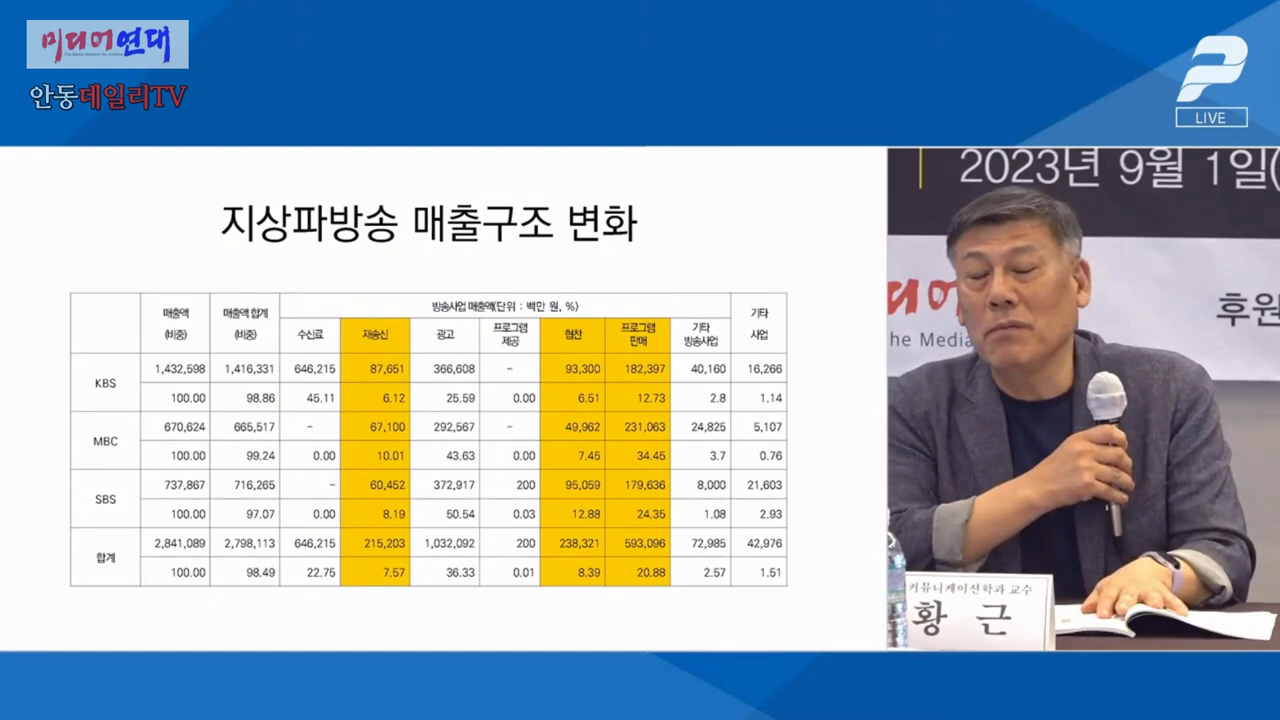 미디어연대
The Media Network for Justice
안동데일리TV
LIVE
지상파방송 매출구조 변화
매출액 (비중) 매출액 합계 (비중) 방송사업 매출액(단위 : 백만 원, %) 기타 사업
수신료 재송신 광고 프로그램 제공 협찬 프로그램 판매 기타 방송사업
KBS 1,432,598 1,416,331 646,215 87,651 366,608 - 93,300 182,397 40,160 16,266
100.00 98.86 45.11 6.12 25.59 0.00 6.51 12.73 2.8 1.14
MBC 670,624 665,517 - 67,100 292,567 - 49,962 231,063 24,825 5,107
100.00 99.24 0.00 10.01 43.63 0.00 7.45 34.45 3.7 0.76
SBS 737,867 716,265 - 60,452 372,917 200 95,059 179,636 8,000 21,603
100.00 97.07 0.00 8.19 50.54 0.03 12.88 24.35 1.08 2.93
합계 2,841,089 2,798,113 646,215 215,203 1,032,092 200 238,321 593,096 72,985 42,976
100.00 98.49 22.75 7.57 36.33 0.01 8.39 20.88 2.57 1.51
2023년 9월 1일(
디어
he Media
후원
커뮤니케이션학과 교수
황 근